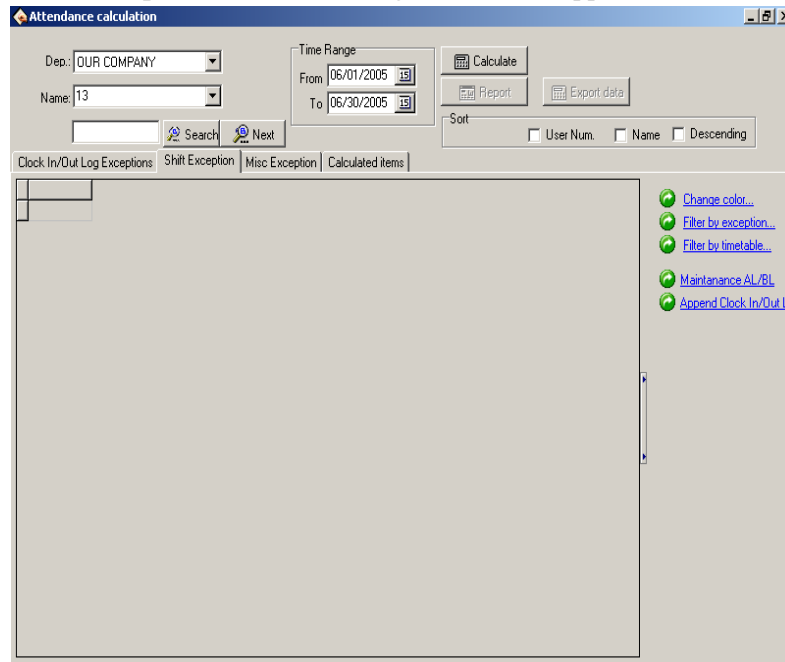 Attendance calculation
Dep.: OUR COMPANY
Name: 13
Search Next
Time Range
From 06/01/2005 15
To 06/30/2005 15
Calculate
Report Export data
Sort
User Num. Name Descending
Clock In/Out Log Exceptions Shift Exception Misc Exception Calculated items
Change color...
Filter by exception...
Filter by timetable...
Maintanance AL/BL
Append Clock In/Out